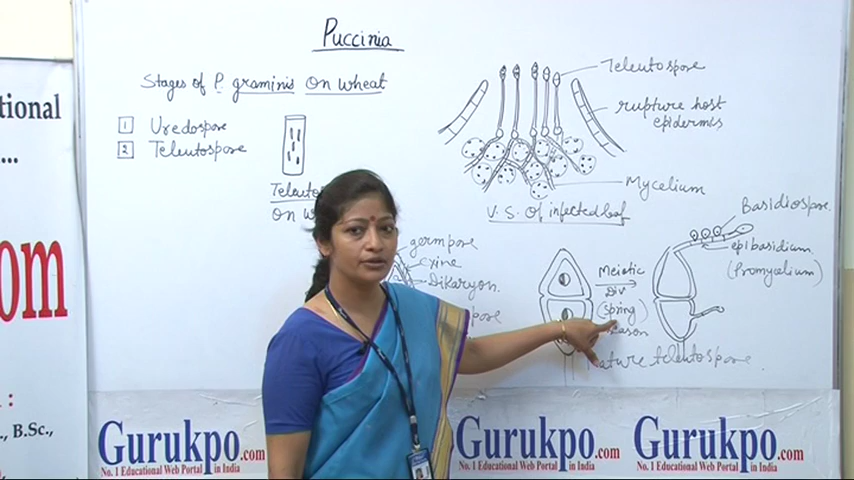 Puccinia
Stages of P. graminis on wheat
1 Uredospore
2 Teleutospore
on
germpore
exine
Dikaryon.
Teleutospore
rupture host
epidermis
Mycelium
V. S. of infected leaf
Meiotic
Div
(Spring
Basidiospore.
epibasidium.
(Promycelium)
teleutospore
tional
...
om
:
., B.Sc.,
Gurukpo.com
No. 1 Educational Web Portal in India
Gurukpo.com
No. 1 Educational Web Portal in India
Gurukpo.com
No. 1 Educational Web Portal in India